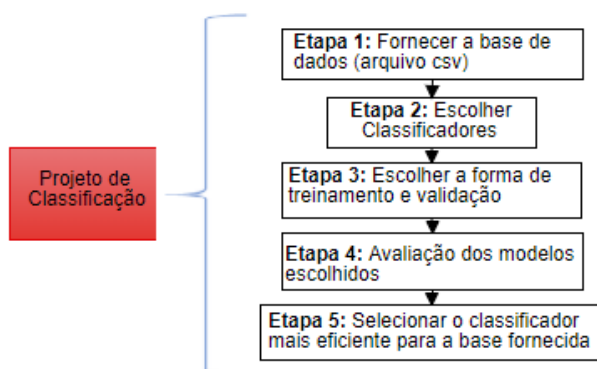 Projeto de
Classificação
Etapa 1: Fornecer a base de
dados (arquivo csv)
Etapa 2: Escolher
Classificadores
Etapa 3: Escolher a forma de
treinamento e validação
Etapa 4: Avaliação dos modelos
escolhidos
Etapa 5: Selecionar o classificador
mais eficiente para a base fornecida